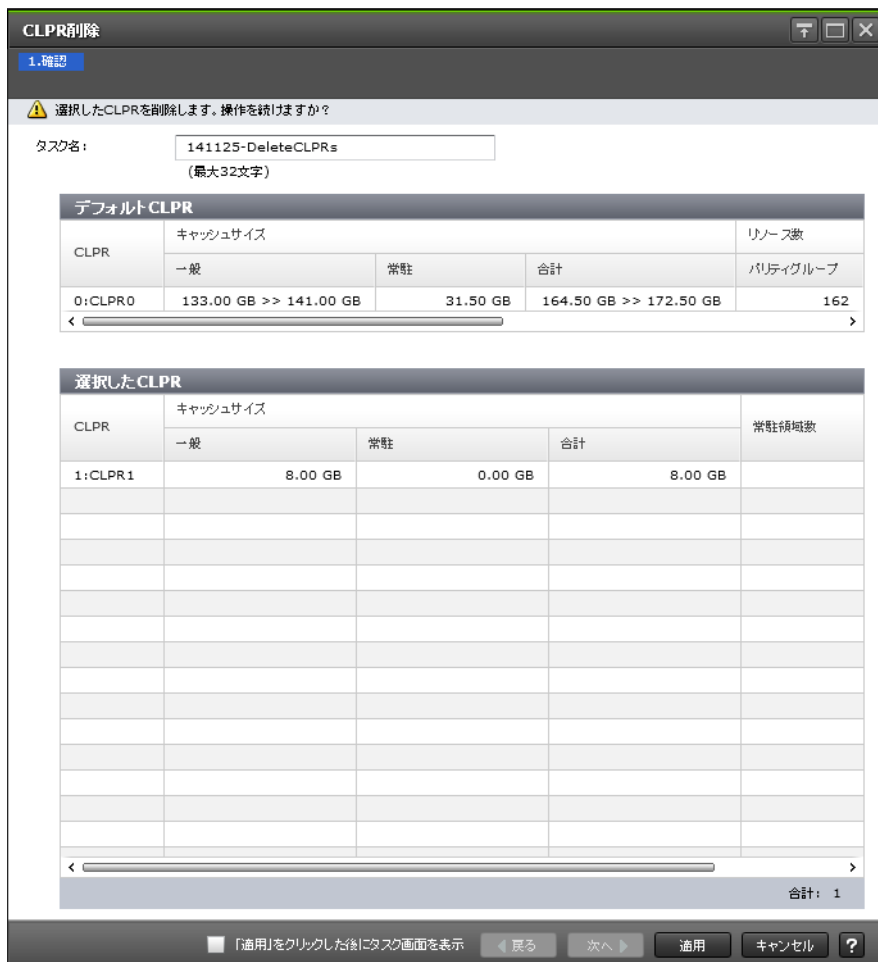 CLPR削除
1.確認
選択したCLPRを削除します。操作を続けますか？
タスク名: 141125-DeleteCLPRs
(最大32文字)
デフォルトCLPR
CLPR キャッシュサイズ リソース数
一般 常駐 合計 パリティグループ
0:CLPR0 133.00 GB >> 141.00 GB 31.50 GB 164.50 GB >> 172.50 GB 162
選択したCLPR
CLPR キャッシュサイズ 常駐領域数
一般 常駐 合計
1:CLPR1 8.00 GB 0.00 GB 8.00 GB
合計: 1
「適用」をクリックした後にタスク画面を表示 戻る 次へ 適用 キャンセル ?